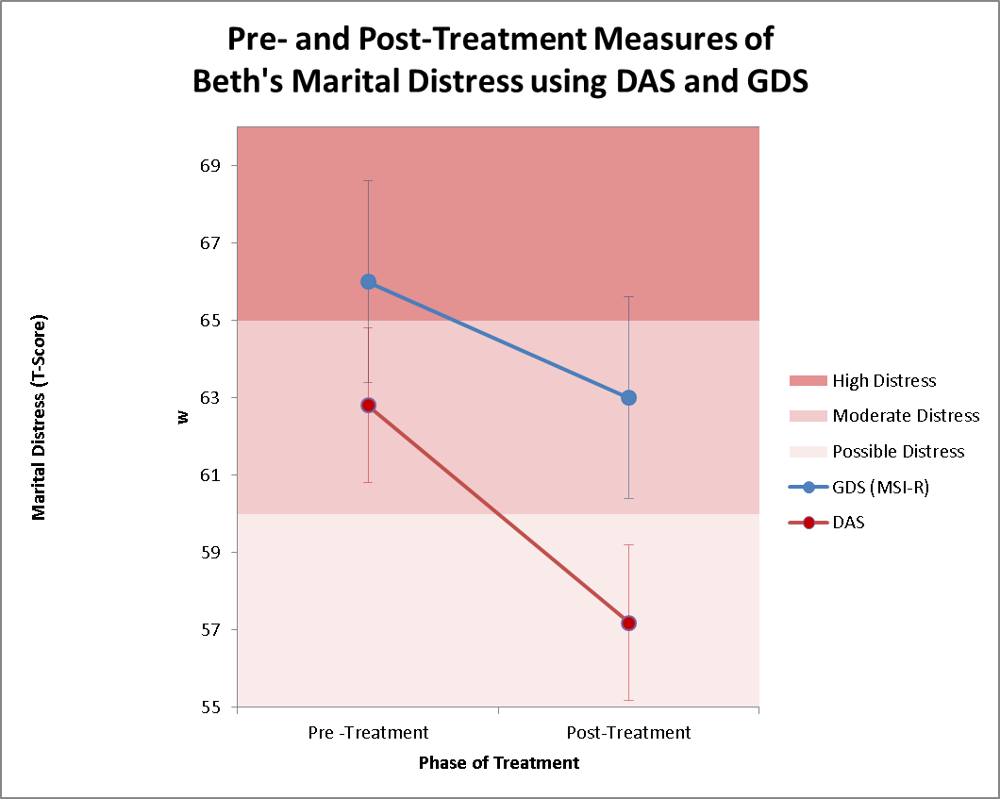 Pre- and Post-Treatment Measures of
Beth's Marital Distress using DAS and GDS
Marital Distress (T-Score)
w
69
67
65
63
61
59
57
55
Pre -Treatment
Post-Treatment
Phase of Treatment
High Distress
Moderate Distress
Possible Distress
GDS (MSI-R)
DAS